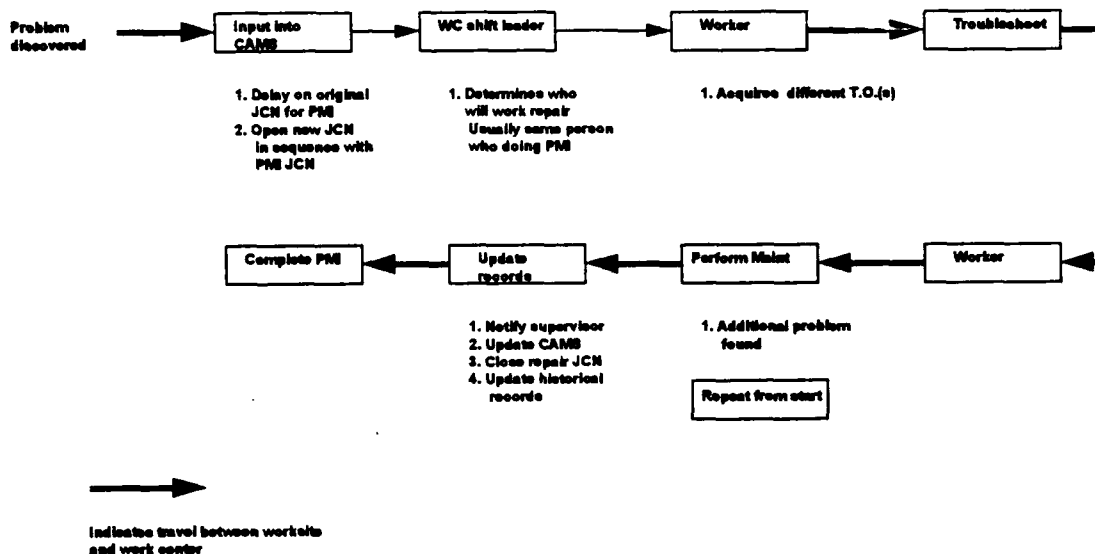 Problem
discovered
Input into
CAMS
WC shift leader
Worker
Troubleshoot
1. Delay on original
JCN for PMI
2. Open new JCN
in sequence with
PMI JCN
1. Determines who
will work repair
Usually same person
who doing PMI
1. Acquires different T.O.(s)
Complete PMI
Update
records
Perform Maint
Worker
1. Notify supervisor
2. Update CAMS
3. Close repair JCN
4. Update historical
records
1. Additional problem
found
Repeat from start
Indicates travel between worksite
and work center